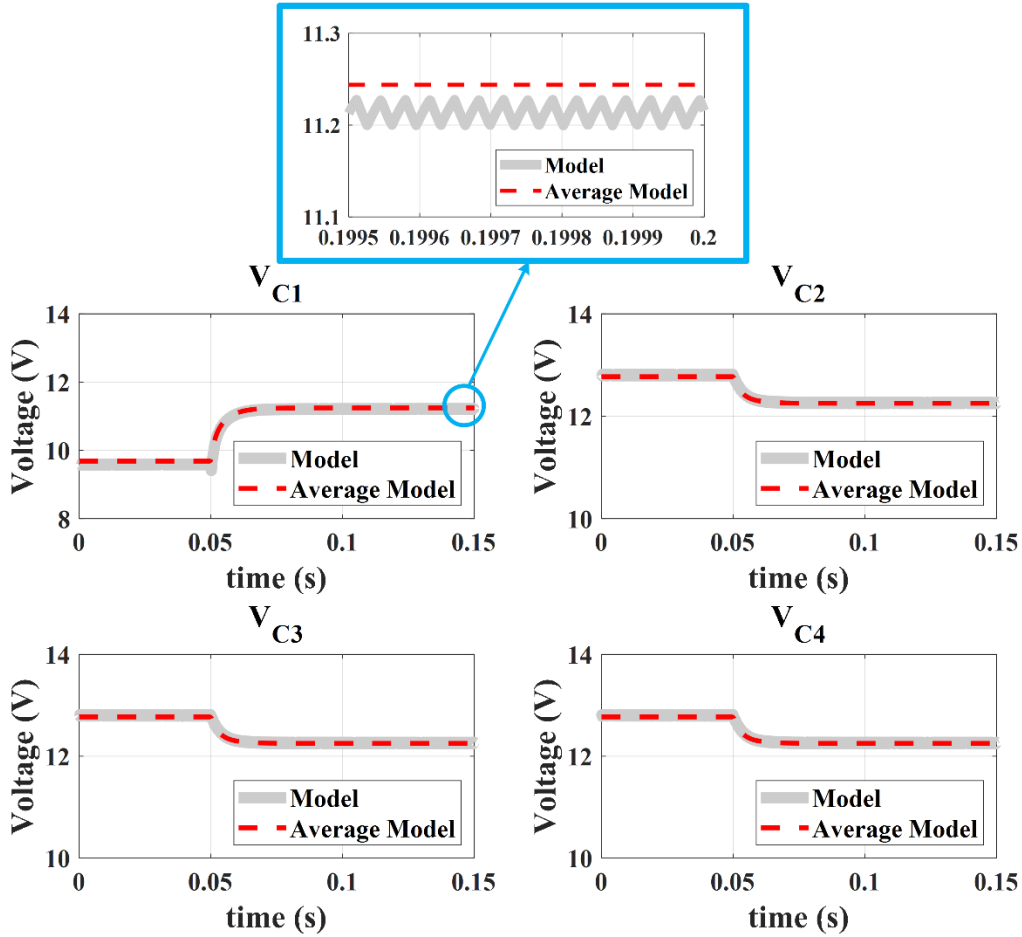 11.3
11.2
11.1
Model
Average Model
0.1995
0.1996
0.1997
0.1998
0.1999
0.2
VC1
Voltage (V)
14
12
10
8
Model
Average Model
0
0.05
0.1
0.15
time (s)
VC2
Voltage (V)
14
12
10
Model
Average Model
0
0.05
0.1
0.15
time (s)
VC3
Voltage (V)
14
12
10
Model
Average Model
0
0.05
0.1
0.15
time (s)
VC4
Voltage (V)
14
12
10
Model
Average Model
0
0.05
0.1
0.15
time (s)